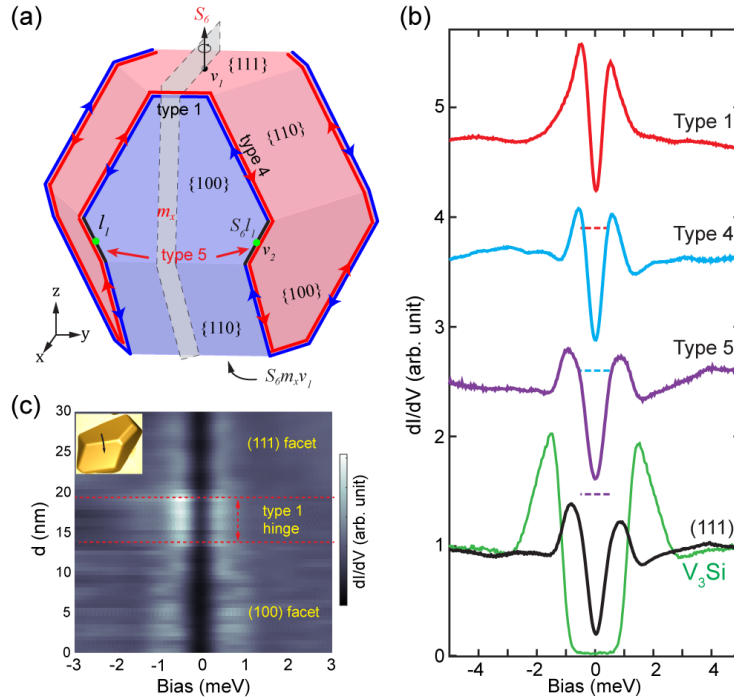 (a)
S6
v1
{111}
type 1
{110}
type 4
{100}
mx
l1
S6l1
type 5
v2
{100}
z
y
x
{110}
S6mxv1
(b)
Type 1
Type 4
Type 5
(111)
V3Si
dI/dV (arb. unit)
5
4
3
2
1
0
-4
-2
0
2
4
Bias (meV)
(c)
30
25
20
15
10
5
0
d (nm)
(111) facet
type 1
hinge
(100) facet
-3
-2
-1
0
1
2
3
Bias (meV)
dI/dV (arb. unit)